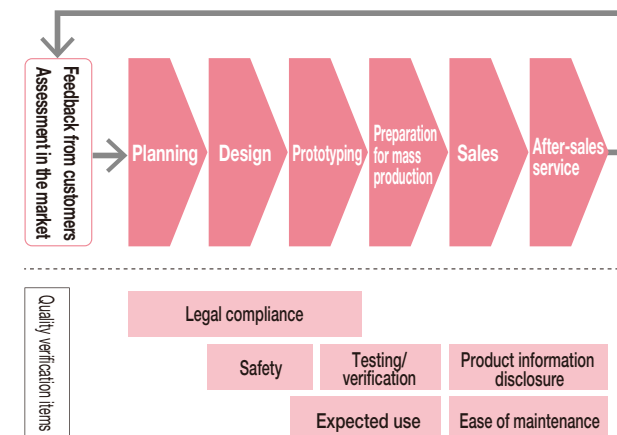 Feedback from customers
Assessment in the market
Planning
Design
Prototyping
Preparation
for mass
production
Sales
After-sales
service
Quality verification items
Legal compliance
Safety
Testing/
verification
Product information
disclosure
Expected use
Ease of maintenance